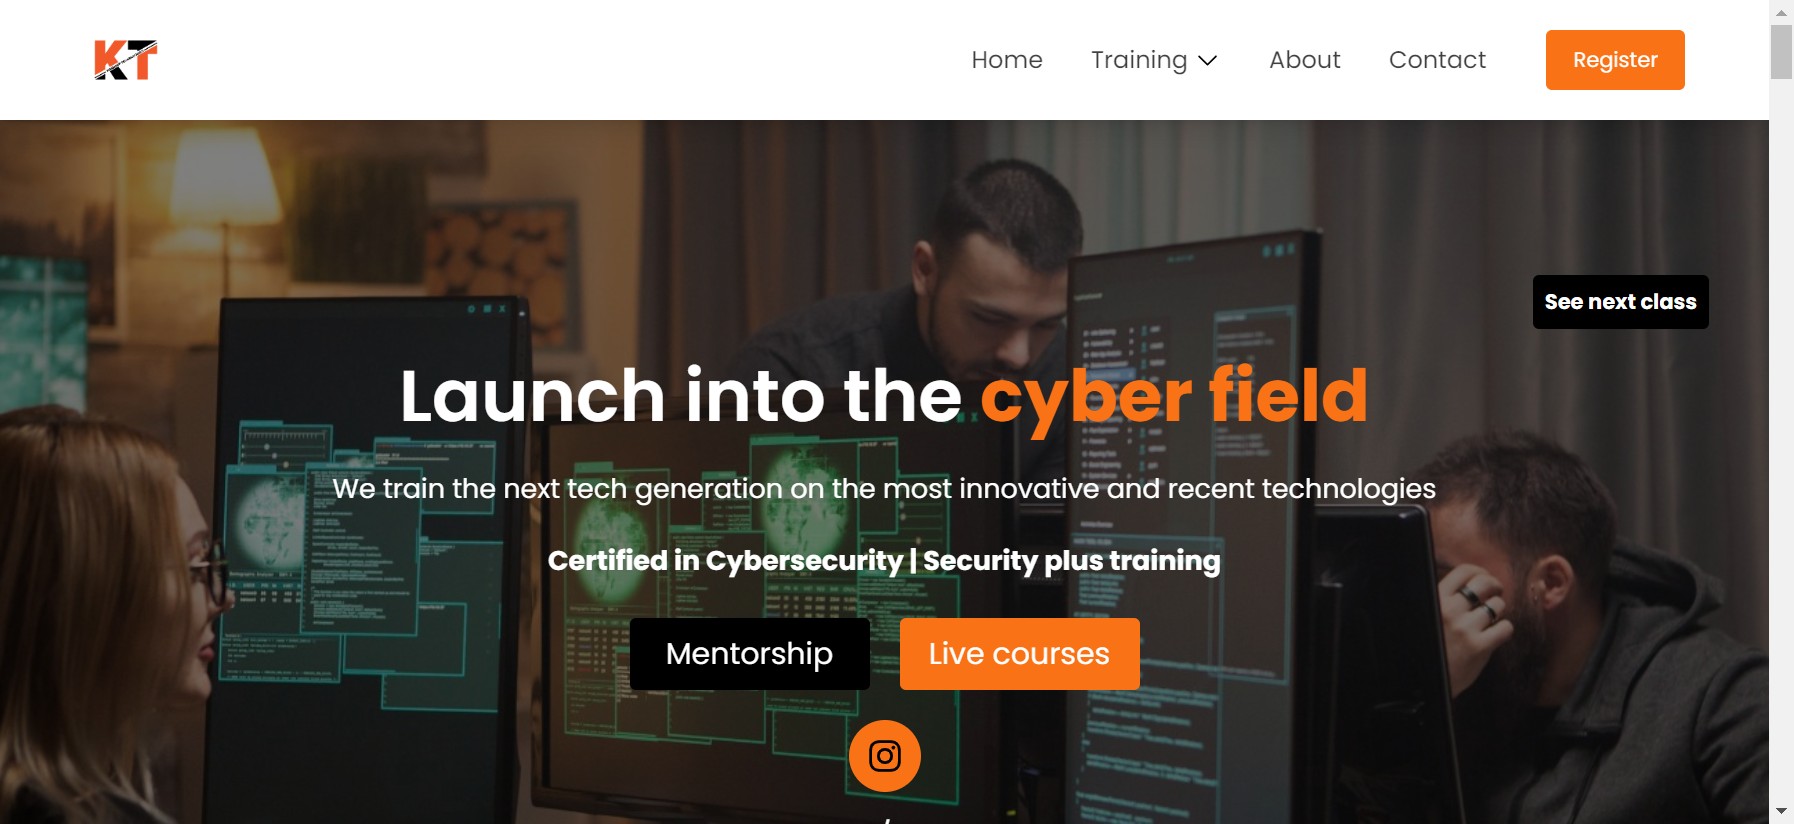 KT
Home
Training
About
Contact
Register
See next class
Launch into the cyber field
We train the next tech generation on the most innovative and recent technologies
Certified in Cybersecurity | Security plus training
Mentorship
Live courses